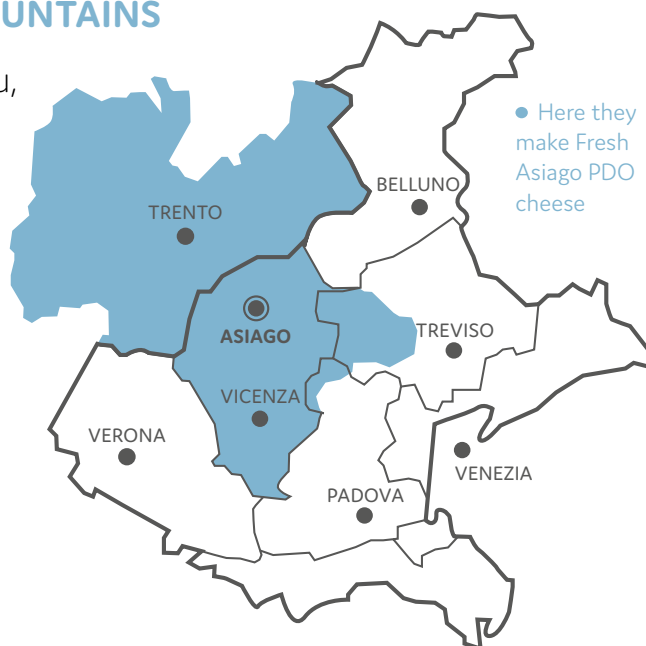 UNTAINS
u,
Here they
make Fresh
Asiago PDO
cheese
BELLUNO
TRENTO
ASIAGO
TREVISO
VICENZA
VERONA
VENEZIA
PADOVA